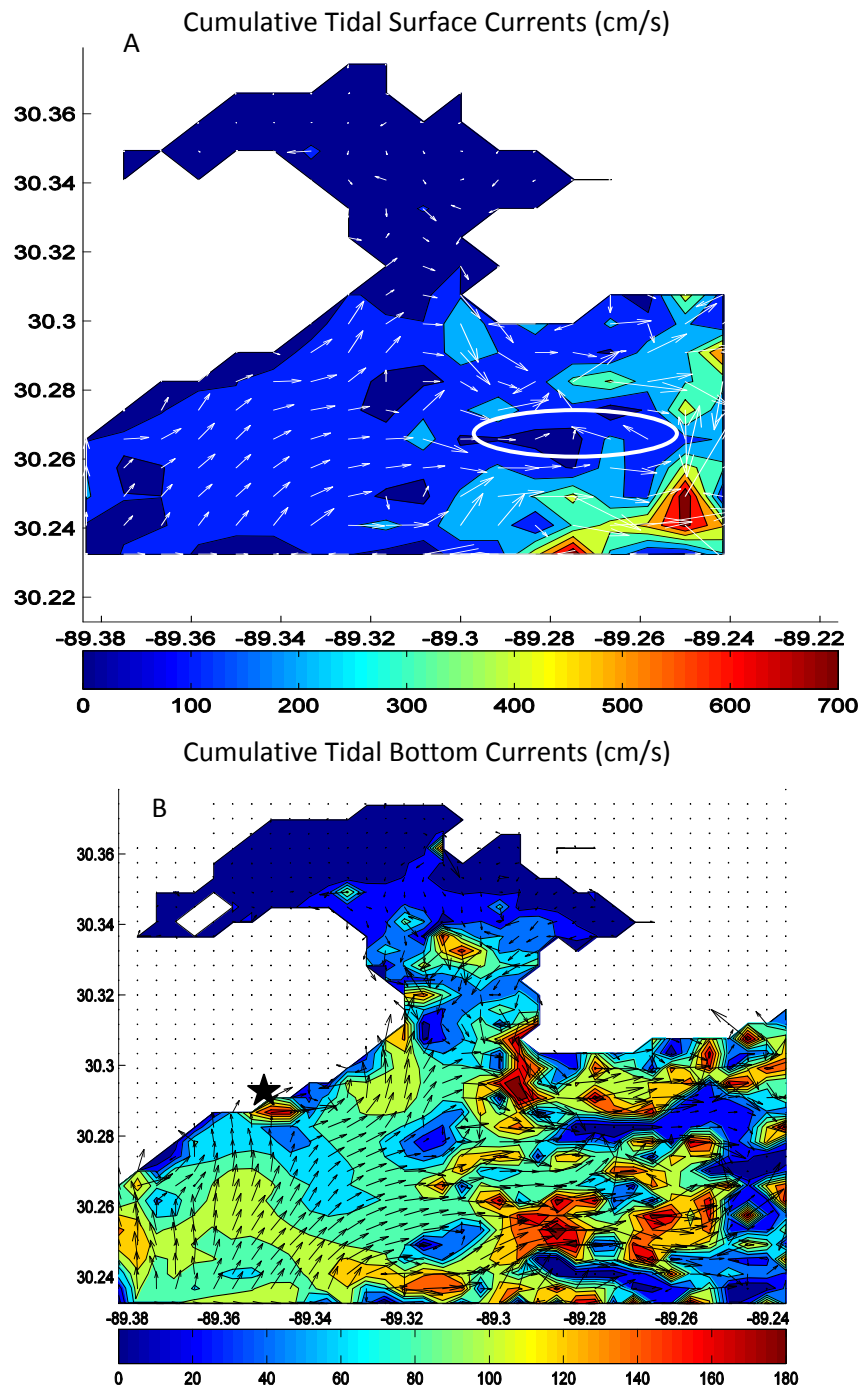 Cumulative Tidal Surface Currents (cm/s)
A
30.36
30.34
30.32
30.3
30.28
30.26
30.24
30.22
-89.38 -89.36 -89.34 -89.32 -89.3 -89.28 -89.26 -89.24 -89.22
0 100 200 300 400 500 600 700
Cumulative Tidal Bottom Currents (cm/s)
B
30.36
30.34
30.32
30.3
30.28
30.26
30.24
-89.38 -89.36 -89.34 -89.32 -89.3 -89.28 -89.26 -89.24
0 20 40 60 80 100 120 140 160 180